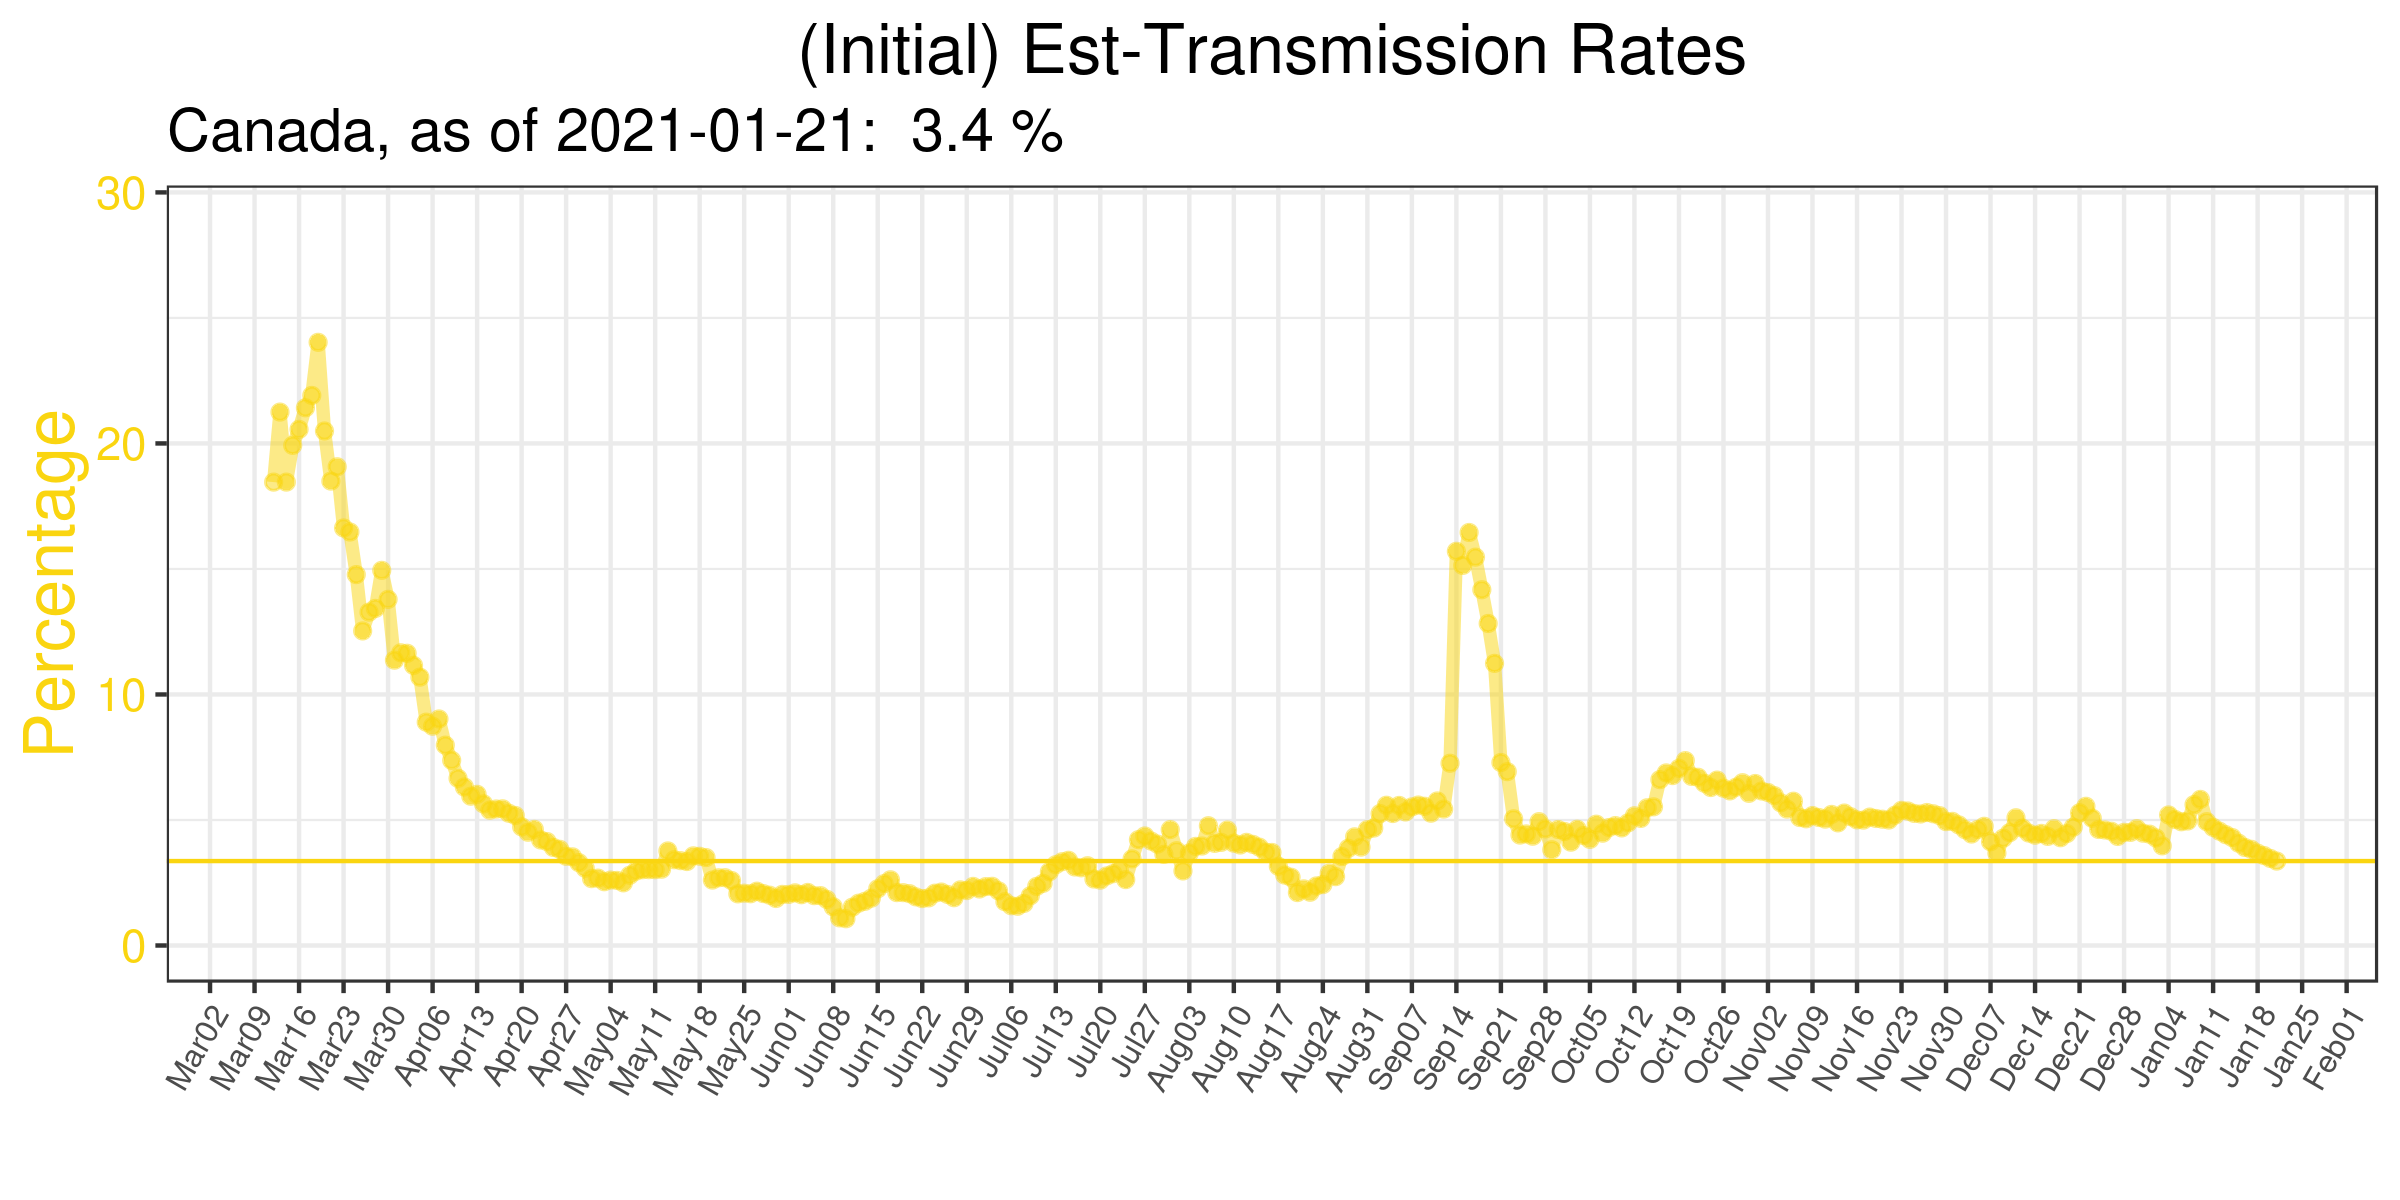 (Initial) Est-Transmission Rates
Canada, as of 2021-01-21:  3.4 %
Percentage
30
20
10
0
Mar02
Mar09
Mar16
Mar23
Mar30
Apr06
Apr13
Apr20
Apr27
May04
May11
May18
May25
Jun01
Jun08
Jun15
Jun22
Jun29
Jul06
Jul13
Jul20
Jul27
Aug03
Aug10
Aug17
Aug24
Aug31
Sep07
Sep14
Sep21
Sep28
Oct05
Oct12
Oct19
Oct26
Nov02
Nov09
Nov16
Nov23
Nov30
Dec07
Dec14
Dec21
Dec28
Jan04
Jan11
Jan18
Jan25
Feb01